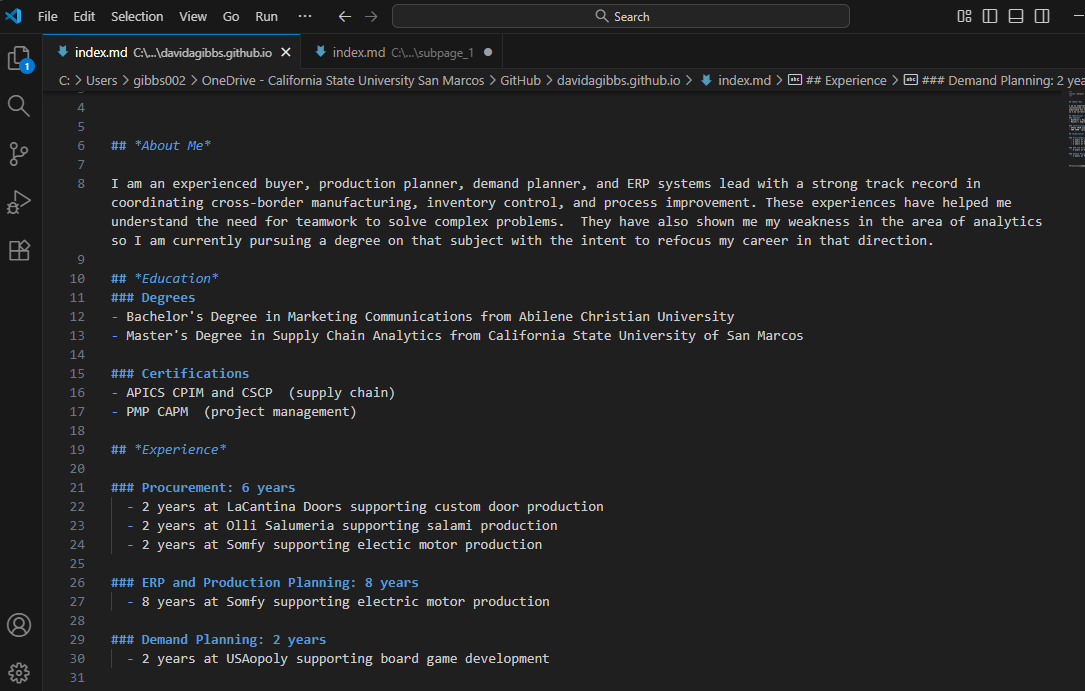 File Edit Selection View Go Run ··· Search
index.md C:\...\davidagibbs.github.io index.md C:\...\subpage_1
C: > Users > gibbs002 > OneDrive - California State University San Marcos > GitHub > davidagibbs.github.io > index.md > ## Experience > ### Demand Planning: 2 yea
1
4
5
6 ## *About Me*
7
8 I am an experienced buyer, production planner, demand planner, and ERP systems lead with a strong track record in
coordinating cross-border manufacturing, inventory control, and process improvement. These experiences have helped me
understand the need for teamwork to solve complex problems.  They have also shown me my weakness in the area of analytics
so I am currently pursuing a degree on that subject with the intent to refocus my career in that direction.
9
10 ## *Education*
11 ### Degrees
12 - Bachelor's Degree in Marketing Communications from Abilene Christian University
13 - Master's Degree in Supply Chain Analytics from California State University of San Marcos
14
15 ### Certifications
16 - APICS CPIM and CSCP  (supply chain)
17 - PMP CAPM  (project management)
18
19 ## *Experience*
20
21 ### Procurement: 6 years
22 - 2 years at LaCantina Doors supporting custom door production
23 - 2 years at Olli Salumeria supporting salami production
24 - 2 years at Somfy supporting electic motor production
25
26 ### ERP and Production Planning: 8 years
27 - 8 years at Somfy supporting electric motor production
28
29 ### Demand Planning: 2 years
30 - 2 years at USAopoly supporting board game development
31